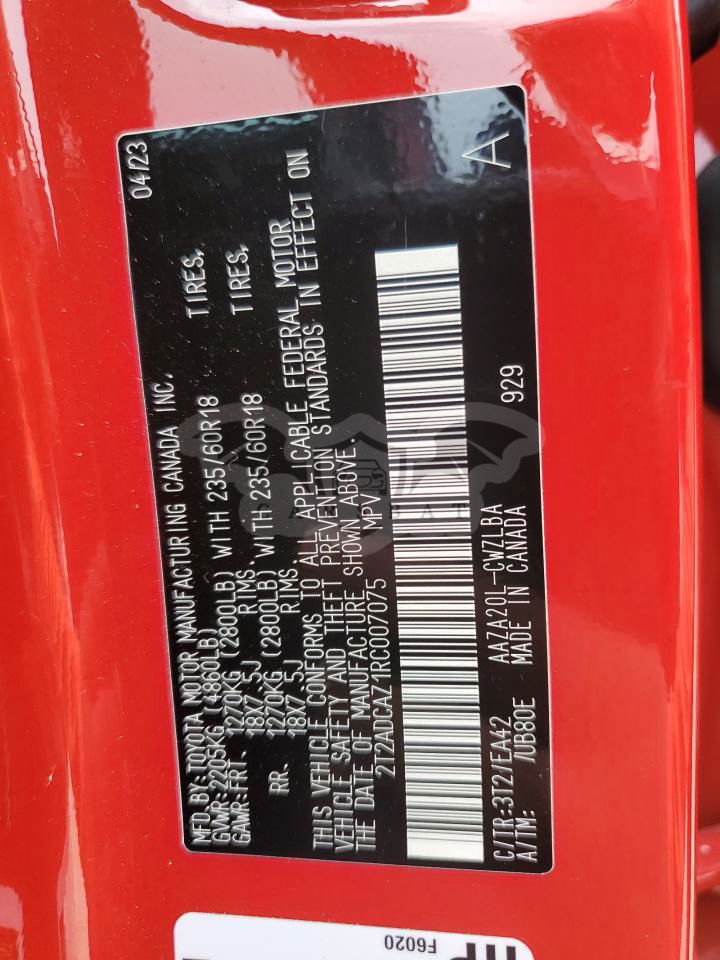 04/23
MFD.BY:TOYOTA MOTOR MANUFACTURING CANADA INC.
GVWR:2205KG (4860LB)
GAWR:FRT. 1270KG (2800LB) WITH 235/60R18 TIRES,
18X7.5J RIMS.
RR. 1270KG (2800LB) WITH 235/60R18 TIRES,
18X7.5J RIMS.
THIS VEHICLE CONFORMS TO ALL APPLICABLE FEDERAL MOTOR
VEHICLE SAFETY AND THEFT PREVENTION STANDARDS IN EFFECT ON
THE DATE OF MANUFACTURE SHOWN ABOVE.
2T2ADCAZ1RC007075 MPV
A
C/TR:3T21EA42 AAZA20L-CWZLBA 929
A/TM: /UB80E MADE IN CANADA
F6020